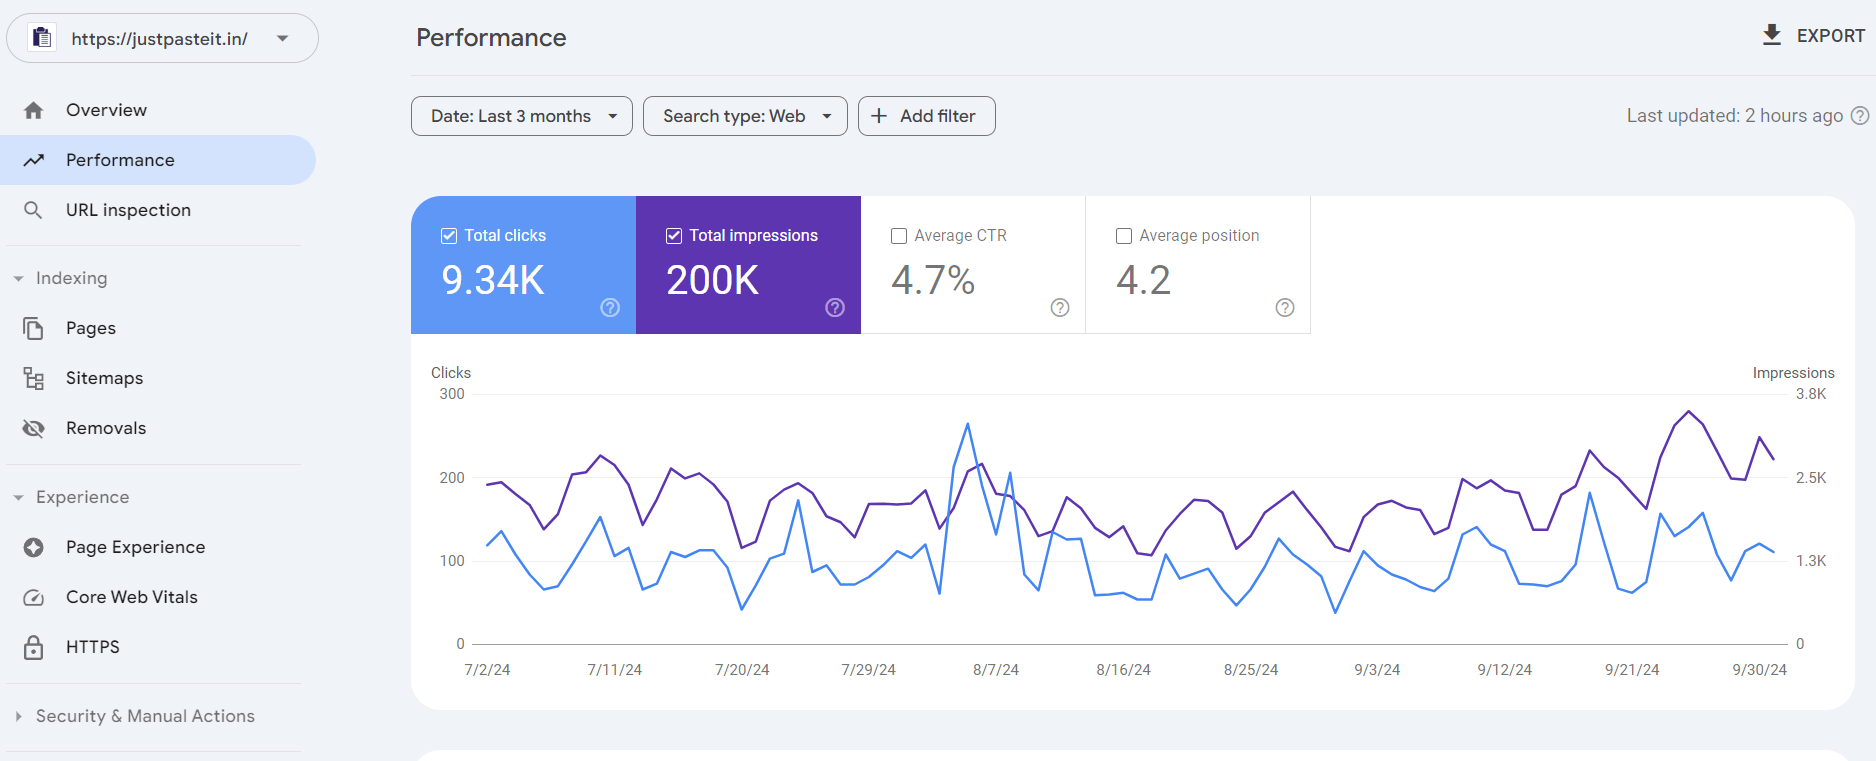 https://justpasteit.in/
Overview
Performance
URL inspection
Indexing
Pages
Sitemaps
Removals
Experience
Page Experience
Core Web Vitals
HTTPS
Security & Manual Actions
Performance
EXPORT
Date: Last 3 months
Search type: Web
Add filter
Last updated: 2 hours ago
Total clicks
9.34K
Total impressions
200K
Average CTR
4.7%
Average position
4.2
Clicks
Impressions
300
3.8K
200
2.5K
100
1.3K
0
0
7/2/24 7/11/24 7/20/24 7/29/24 8/7/24 8/16/24 8/25/24 9/3/24 9/12/24 9/21/24 9/30/24